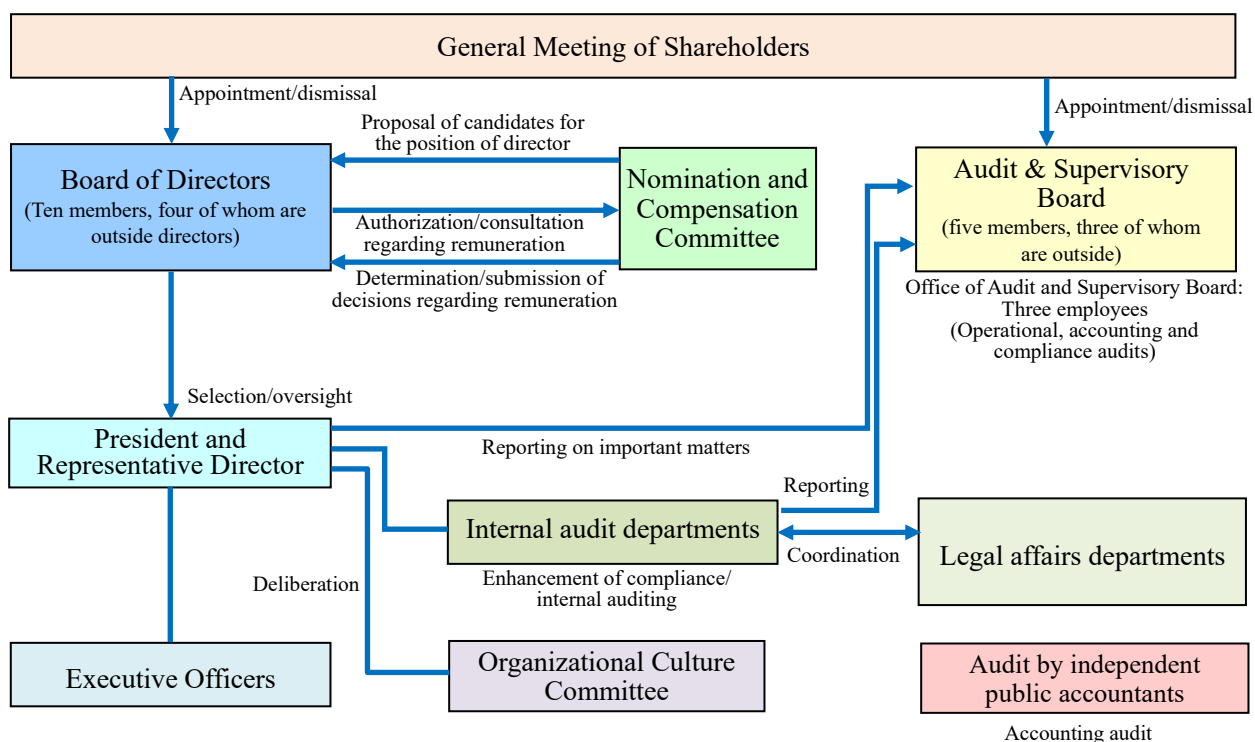 General Meeting of Shareholders
Appointment/dismissal
Appointment/dismissal
Proposal of candidates for
the position of director
Board of Directors
(Ten members, four of whom are
outside directors)
Nomination and
Compensation
Committee
Audit & Supervisory
Board
(five members, three of whom
are outside)
Authorization/consultation
regarding remuneration
Determination/submission of
decisions regarding remuneration
Office of Audit and Supervisory Board:
Three employees
(Operational, accounting and
compliance audits)
Selection/oversight
President and
Representative Director
Reporting on important matters
Reporting
Internal audit departments
Coordination
Legal affairs departments
Enhancement of compliance/
internal auditing
Deliberation
Executive Officers
Organizational Culture
Committee
Audit by independent
public accountants
Accounting audit